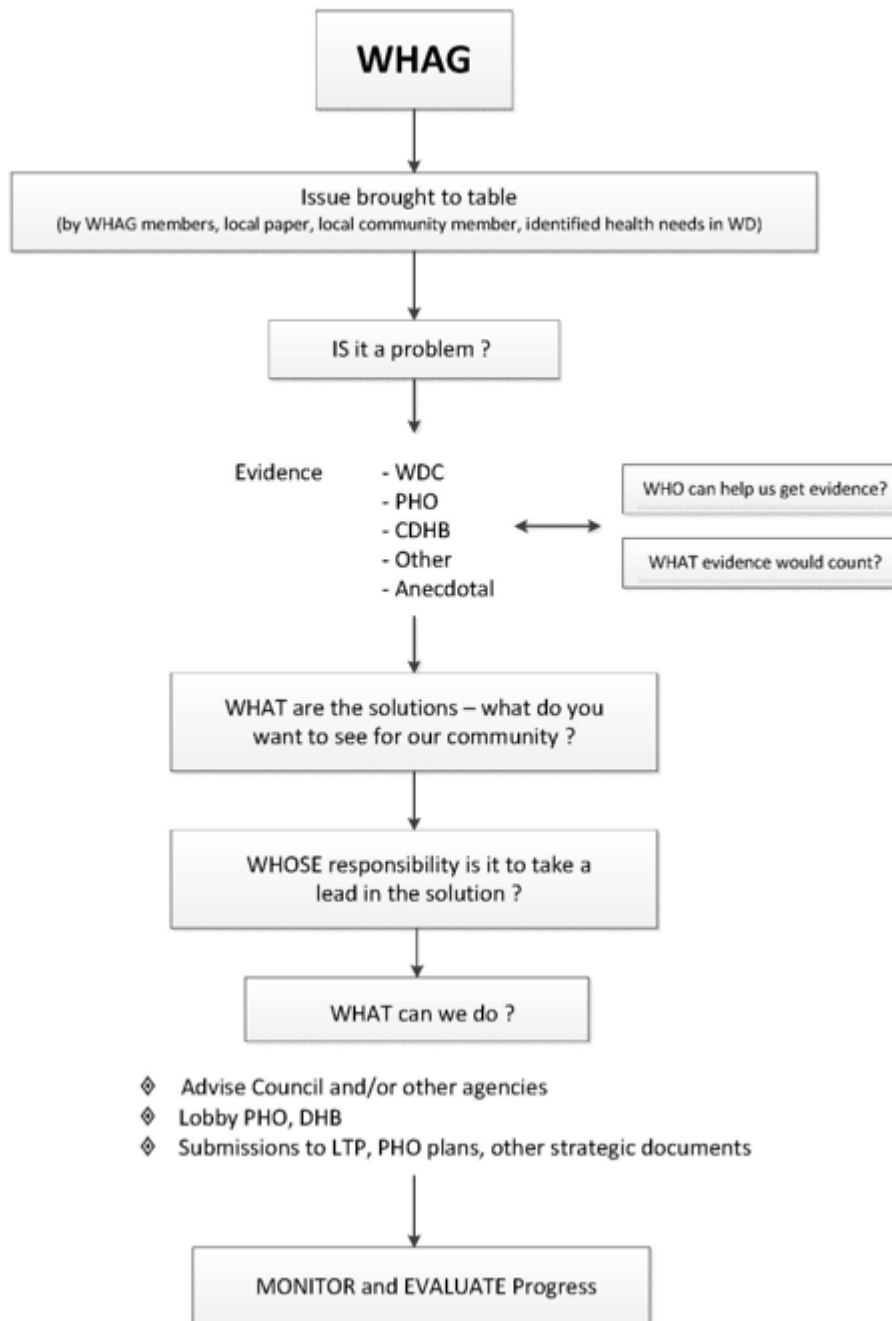 WHAG
Issue brought to table
(by WHAG members, local paper, local community member, identified health needs in WD)
IS it a problem ?
Evidence - WDC
- PHO
- CDHB
- Other
- Anecdotal
WHO can help us get evidence?
WHAT evidence would count?
WHAT are the solutions – what do you
want to see for our community ?
WHOSE responsibility is it to take a
lead in the solution ?
WHAT can we do ?
Advise Council and/or other agencies
Lobby PHO, DHB
Submissions to LTP, PHO plans, other strategic documents
MONITOR and EVALUATE Progress